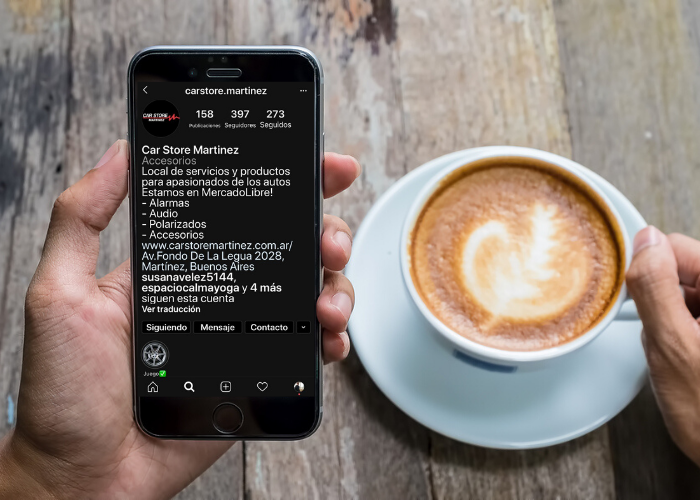 carstore.martinez
CAR STORE
MARTINEZ
158 397 273
Publicaciones Seguidores Seguidos
Car Store Martinez
Accesorios
Local de servicios y productos
para apasionados de los autos
Estamos en MercadoLibre!
- Alarmas
- Audio
- Polarizados
- Accesorios
www.carstoremartinez.com.ar/
Av.Fondo De La Legua 2028,
Martínez, Buenos Aires
susanavelez5144,
espaciocalmayoga y 4 más
siguen esta cuenta
Ver traducción
Siguiendo Mensaje Contacto
Juego✅